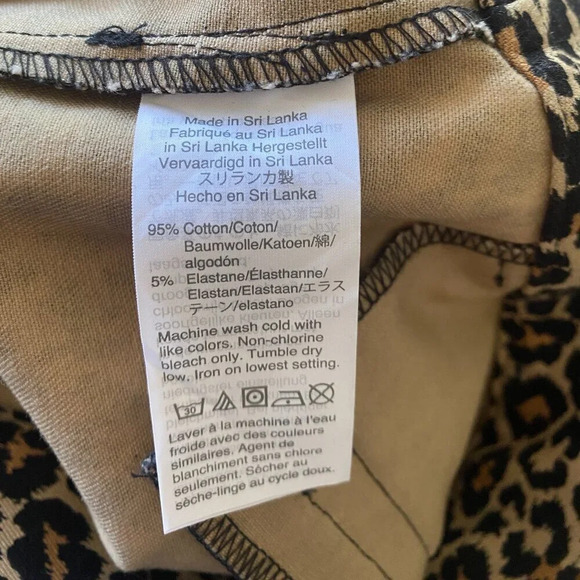 Made in Sri Lanka
Fabriqué au Sri Lanka
in Sri Lanka Hergestellt
Vervaardigd in Sri Lanka
スリランカ製
Hecho en Sri Lanka
95% Cotton/Coton/
Baumwolle/Katoen/綿/
algodón
5% Elastane/Élasthanne/
Elastan/Elastaan/エラス
テーン/elastano
Machine wash cold with
like colors. Non-chlorine
bleach only. Tumble dry
low. Iron on lowest setting.
30
Laver à la machine à l'eau
froide avec des couleurs
similaires. Agent de
blanchiment sans chlore
seulement. Sécher au
sèche-linge au cycle doux.